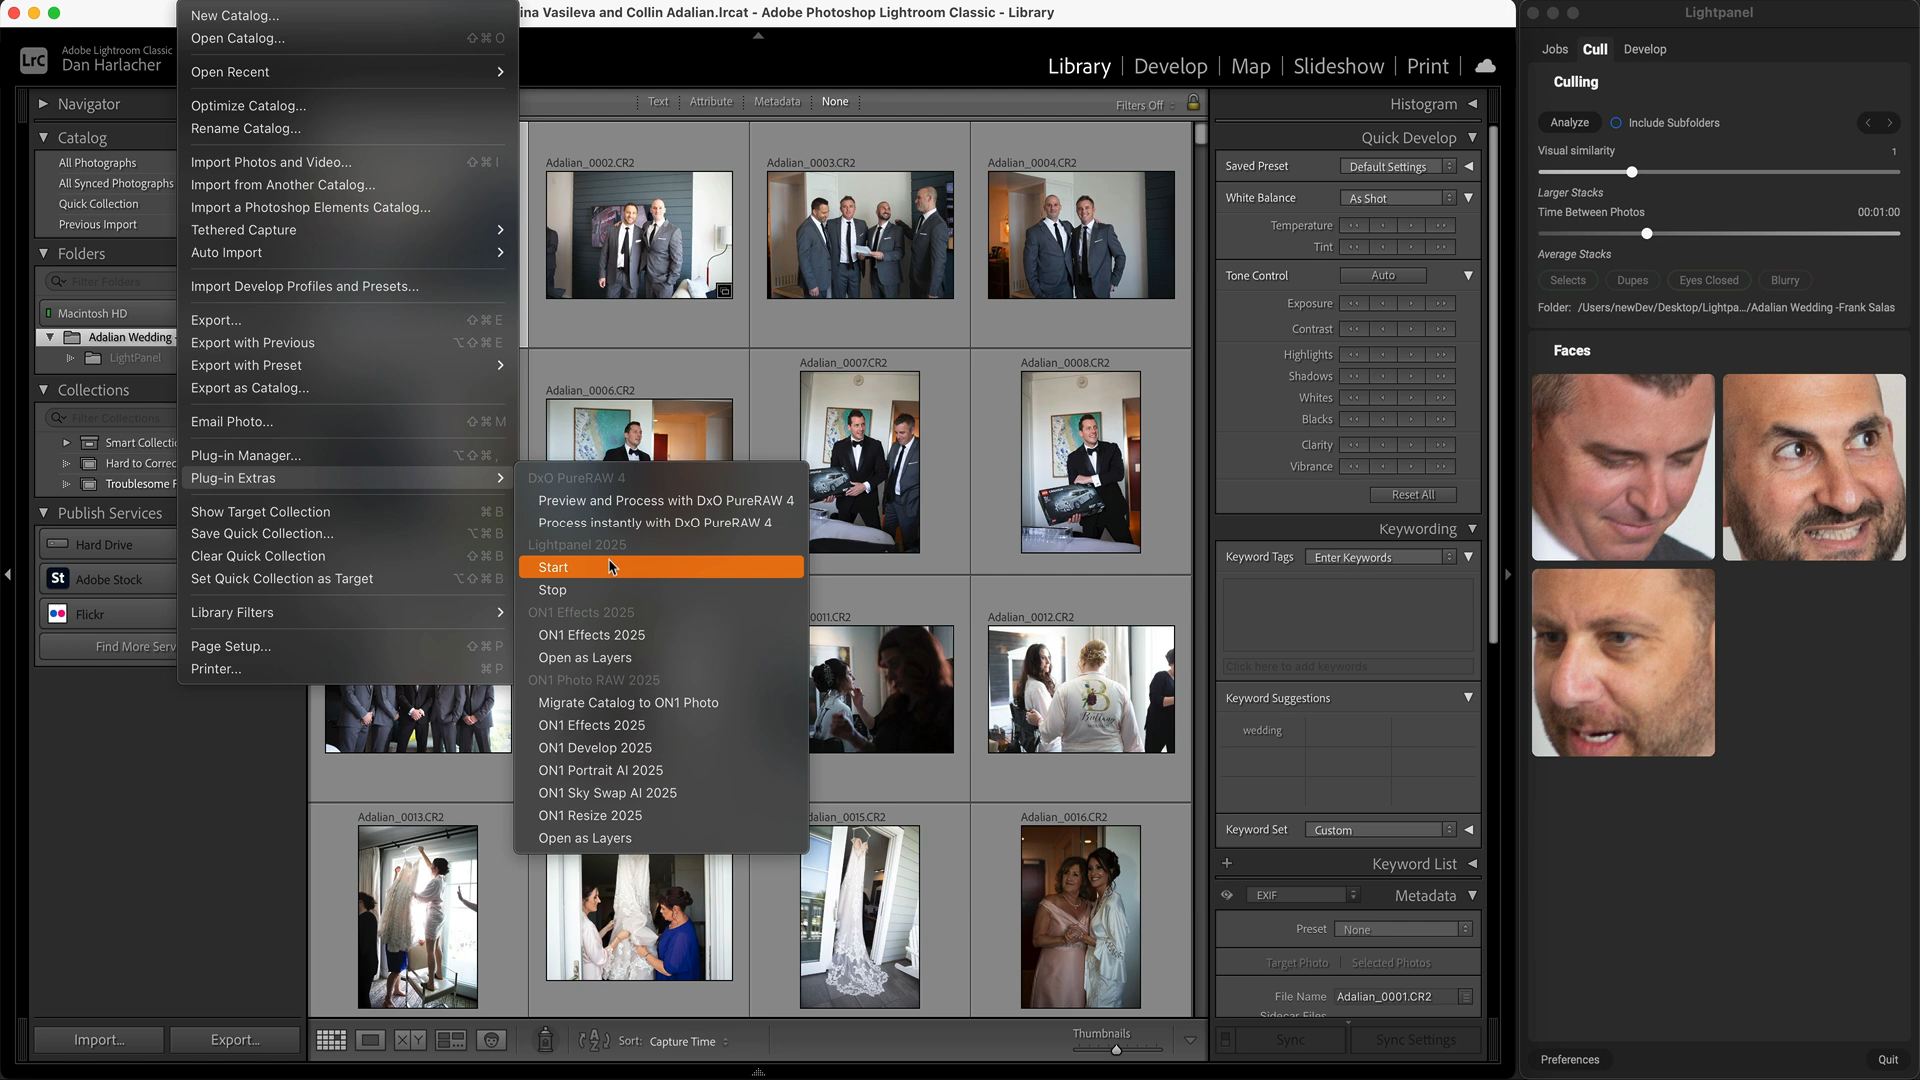 ina Vasileva and Collin Adalian.lrcat - Adobe Photoshop Lightroom Classic - Library
LrC
Adobe Lightroom Classic
Dan Harlacher
Library
Develop
Map
Slideshow
Print
Navigator
Catalog
All Photographs
All Synced Photographs
Quick Collection
Previous Import
Folders
Filter Folders
Macintosh HD
Adalian Wedding -
LightPanel
Collections
Filter Collections
Smart Collecti
Hard to Correc
Troublesome F
Publish Services
Hard Drive
St Adobe Stock
Flickr
Find More Serv
Import...
Export...
New Catalog...
Open Catalog... ⇧⌘O
Open Recent
Optimize Catalog...
Rename Catalog...
Import Photos and Video... ⇧⌘I
Import from Another Catalog...
Import a Photoshop Elements Catalog...
Tethered Capture
Auto Import
Import Develop Profiles and Presets...
Export... ⇧⌘E
Export with Previous ⌥⇧⌘E
Export with Preset
Export as Catalog...
Email Photo... ⇧⌘M
Plug-in Manager... ⌥⇧⌘,
Plug-in Extras
Show Target Collection ⌘B
Save Quick Collection... ⌥⌘B
Clear Quick Collection ⇧⌘B
Set Quick Collection as Target ⌥⇧⌘B
Library Filters
Page Setup... ⇧⌘P
Printer... ⌘P
DxO PureRAW 4
Preview and Process with DxO PureRAW 4
Process instantly with DxO PureRAW 4
Lightpanel 2025
Start
Stop
ON1 Effects 2025
ON1 Effects 2025
Open as Layers
ON1 Photo RAW 2025
Migrate Catalog to ON1 Photo
ON1 Effects 2025
ON1 Develop 2025
ON1 Portrait AI 2025
ON1 Sky Swap AI 2025
ON1 Resize 2025
Open as Layers
Text
Attribute
Metadata
None
Filters Off
Adalian_0002.CR2
Adalian_0003.CR2
Adalian_0004.CR2
Adalian_0006.CR2
Adalian_0007.CR2
Adalian_0008.CR2
0011.CR2
Adalian_0012.CR2
B
Adalian_0013.CR2
dalian_0015.CR2
Adalian_0016.CR2
XY
Sort: Capture Time
Thumbnails
Histogram
Quick Develop
Saved Preset Default Settings
White Balance As Shot
Temperature
Tint
Tone Control Auto
Exposure
Contrast
Highlights
Shadows
Whites
Blacks
Clarity
Vibrance
Reset All
Keywording
Keyword Tags Enter Keywords
Click here to add keywords
Keyword Suggestions
wedding
Keyword Set Custom
+ Keyword List
EXIF Metadata
Preset None
Target Photo Selected Photos
File Name Adalian_0001.CR2
Sidecar Files
Sync
Sync Settings
Lightpanel
Jobs
Cull
Develop
Culling
Analyze
Include Subfolders
Visual similarity 1
Larger Stacks
Time Between Photos 00:01:00
Average Stacks
Selects
Dupes
Eyes Closed
Blurry
Folder: /Users/newDev/Desktop/Lightpa.../Adalian Wedding -Frank Salas
Faces
Preferences
Quit